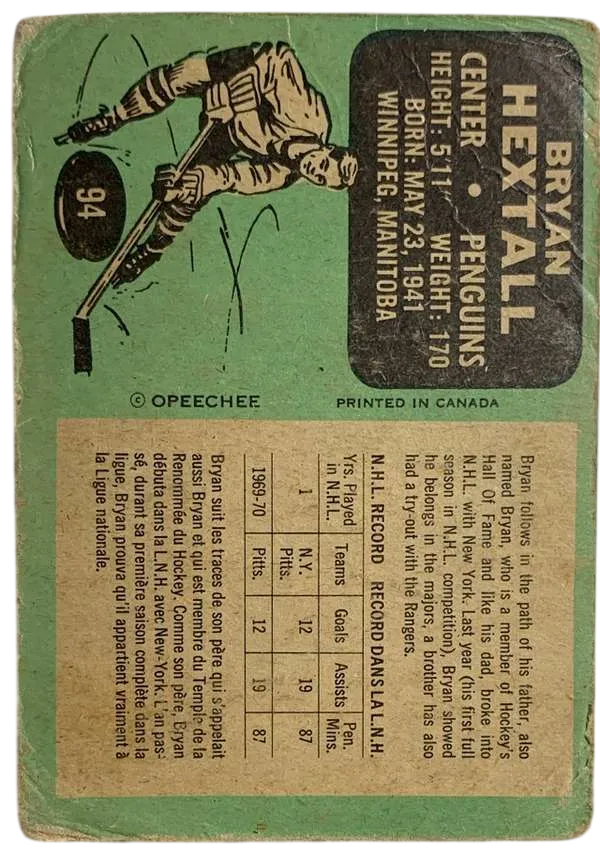 BRYAN
HEXTALL
CENTER • PENGUINS
HEIGHT: 5'11 WEIGHT: 170
BORN: MAY 23, 1941
WINNIPEG, MANITOBA
94
© OPEECHEE
PRINTED IN CANADA
Bryan follows in the path of his father, also
named Bryan, who is a member of Hockey's
Hall Of Fame and like his dad, broke into
N.H.L. with New York. Last year (his first full
season in N.H.L. competition), Bryan showed
he belongs in the majors, a brother has also
had a try-out with the Rangers.
N.H.L. RECORD RECORD DANS LA L.N.H.
Yrs. Played in N.H.L. Teams Goals Assists Pen. Mins.
1 N.Y. Pitts. 12 19 87
1969-70 Pitts. 12 19 87
Bryan suit les traces de son père qui s'appelait
aussi Bryan et qui est membre du Temple de la
Renommée du Hockey. Comme son père, Bryan
débuta dans la L.N.H. avec New-York. L'an pas-
sé, durant sa première saison complète dans la
ligue, Bryan prouva qu'il appartient vraiment à
la Ligue nationale.